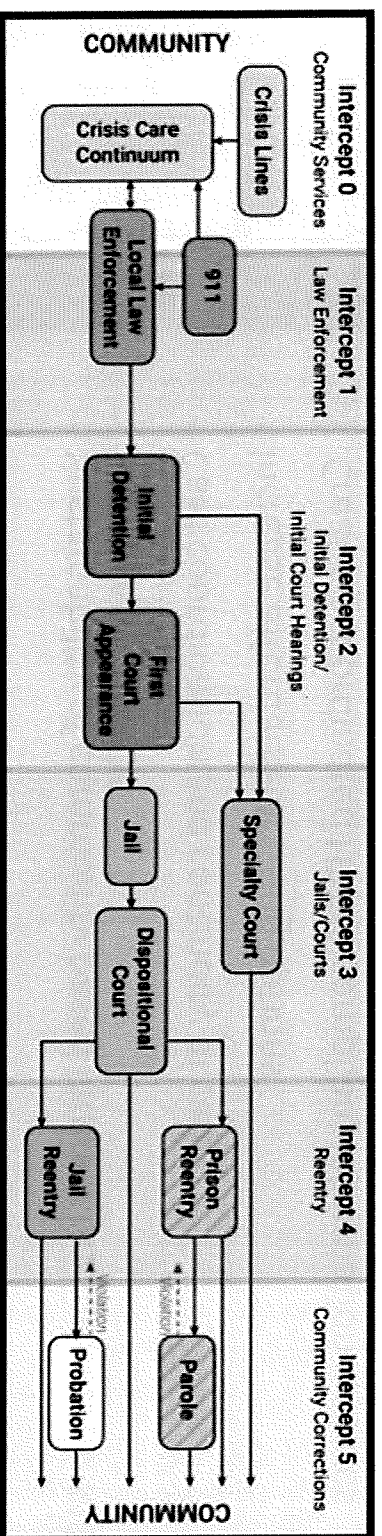 COMMUNITY
Intercept 0
Community Services
Crisis Lines
Crisis Care
Continuum
Intercept 1
Law Enforcement
911
Local Law
Enforcement
Intercept 2
Initial Detention/
Initial Court Hearings
Initial
Detention
First
Court
Appearance
Intercept 3
Jails/Courts
Specialty Court
Jail
Dispositional
Court
Intercept 4
Reentry
Prison
Reentry
Jail
Reentry
Intercept 5
Community Corrections
Violation
Parole
Violation
Probation
COMMUNITY